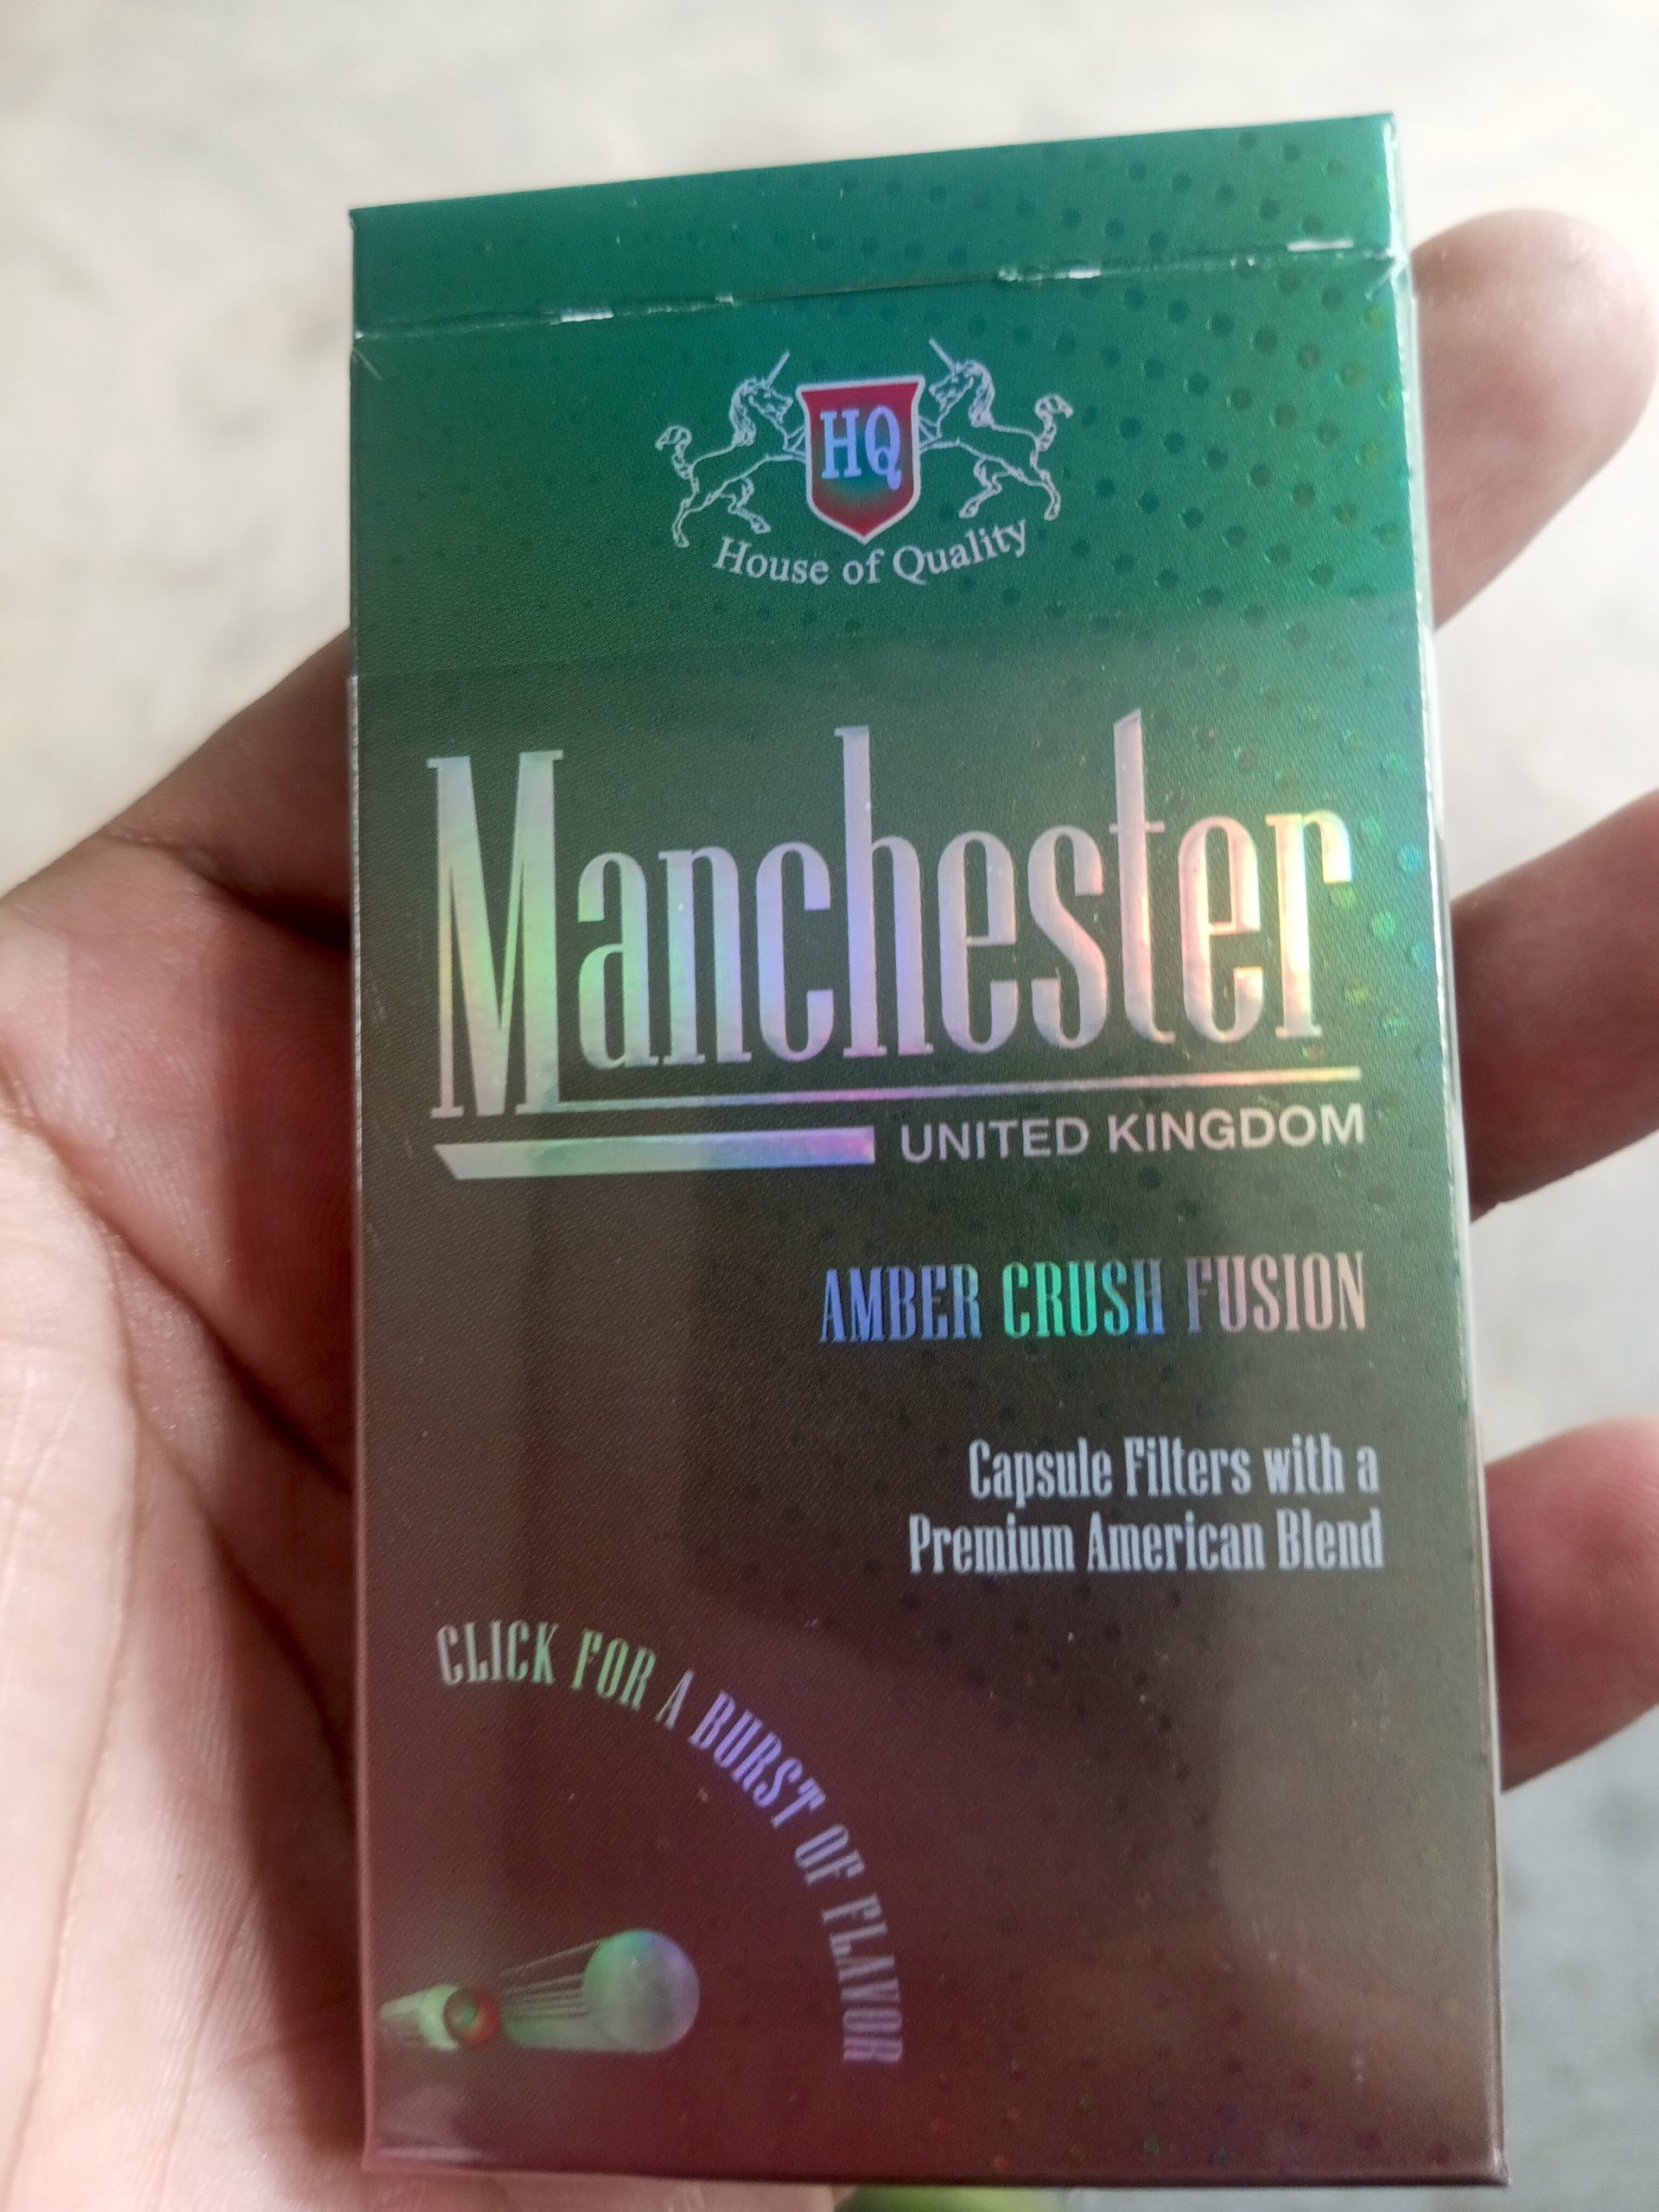 HQ
House of Quality
Manchester
UNITED KINGDOM
AMBER CRUSH FUSION
Capsule Filters with a
Premium American Blend
CLICK FOR A BURST OF FLAVOR